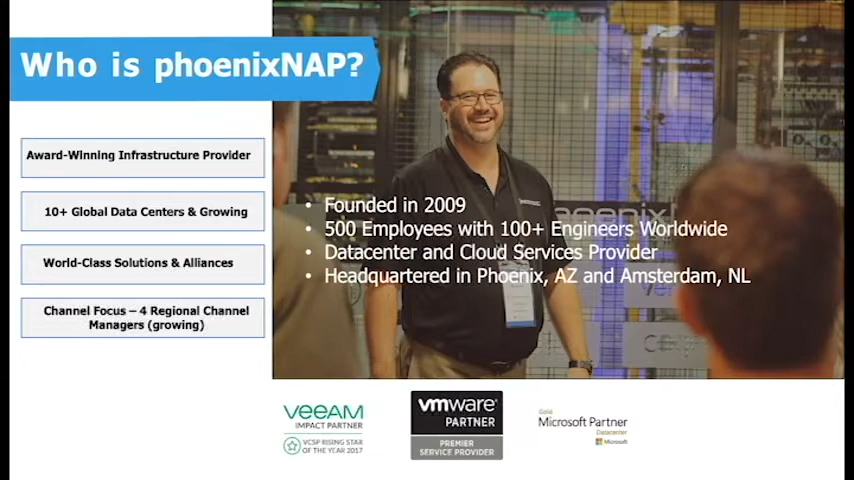 Who is phoenixNAP?
Award-Winning Infrastructure Provider
10+ Global Data Centers & Growing
World-Class Solutions & Alliances
Channel Focus – 4 Regional Channel
Managers (growing)
• Founded in 2009
• 500 Employees with 100+ Engineers Worldwide
• Datacenter and Cloud Services Provider
• Headquartered in Phoenix, AZ and Amsterdam, NL
veeAM
IMPACT PARTNER
VCSP RISING STAR
OF THE YEAR 2017
vmware®
PARTNER
PREMIER
SERVICE PROVIDER
Gold
Microsoft Partner
Datacenter
Microsoft